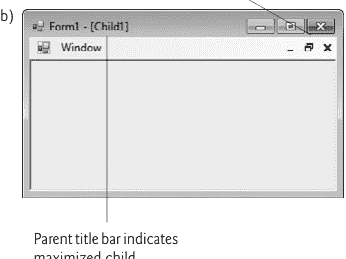 b)
Form1 - [Child1]
Window
Parent title bar indicates
maximized child